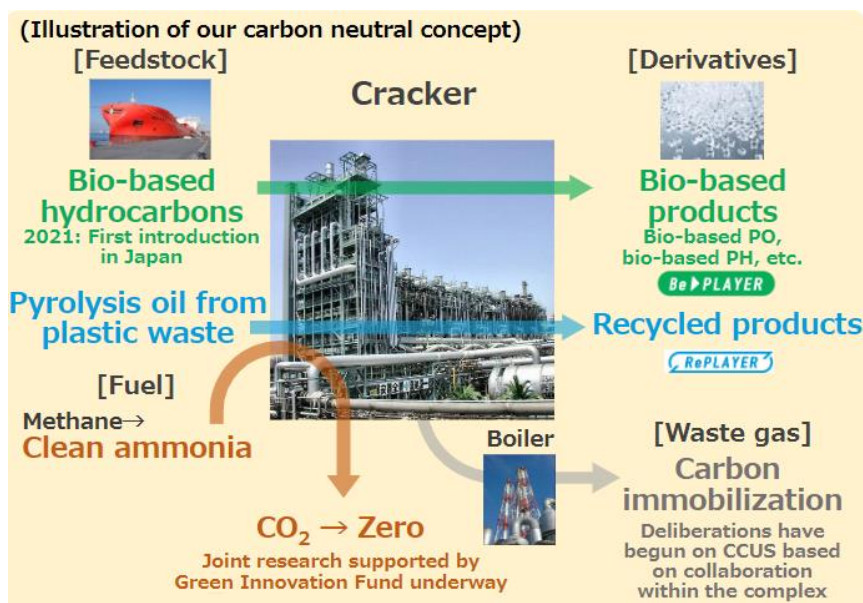 (Illustration of our carbon neutral concept)
[Feedstock]
Cracker
[Derivatives]
Bio-based
hydrocarbons
2021: First introduction
in Japan
Bio-based
products
Bio-based PO,
bio-based PH, etc.
Be▶PLAYER
Pyrolysis oil from
plastic waste
Recycled products
RePLAYER
[Fuel]
Methane→
Clean ammonia
Boiler
[Waste gas]
Carbon
immobilization
Deliberations have
begun on CCUS based
on collaboration
within the complex
CO₂ → Zero
Joint research supported by
Green Innovation Fund underway